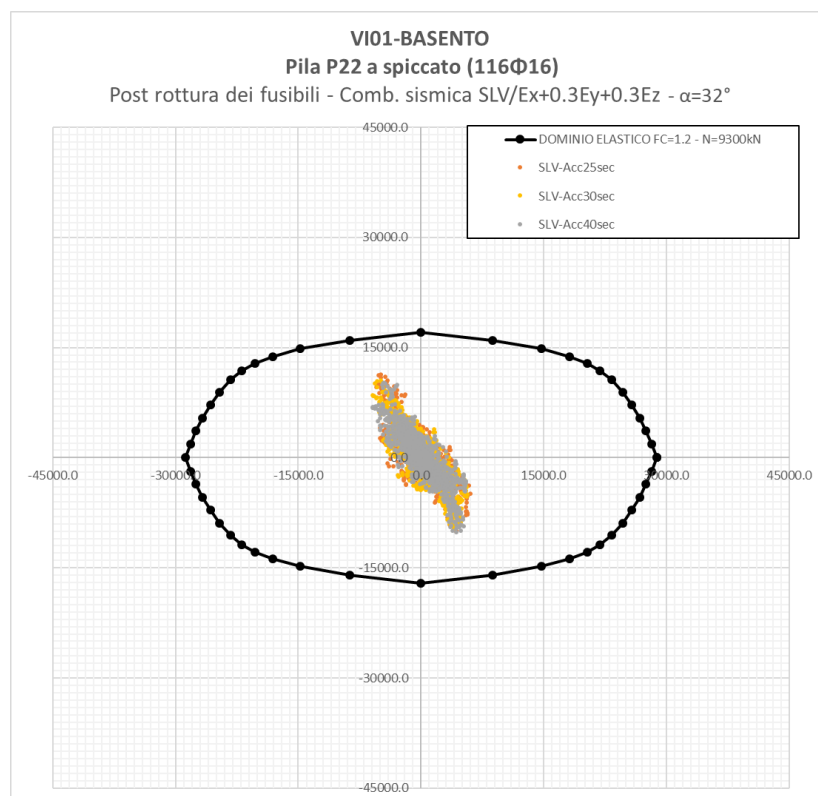 VI01-BASENTO
Pila P22 a spiccato (116Φ16)
Post rottura dei fusibili - Comb. sismica SLV/Ex+0.3Ey+0.3Ez - α=32°
45000.0
DOMINIO ELASTICO FC=1.2 - N=9300kN
SLV-Acc25sec
SLV-Acc30sec
SLV-Acc40sec
30000.0
15000.0
0.0
-45000.0 -30000.0 -15000.0 0.0 15000.0 30000.0 45000.0
-15000.0
-30000.0
-45000.0